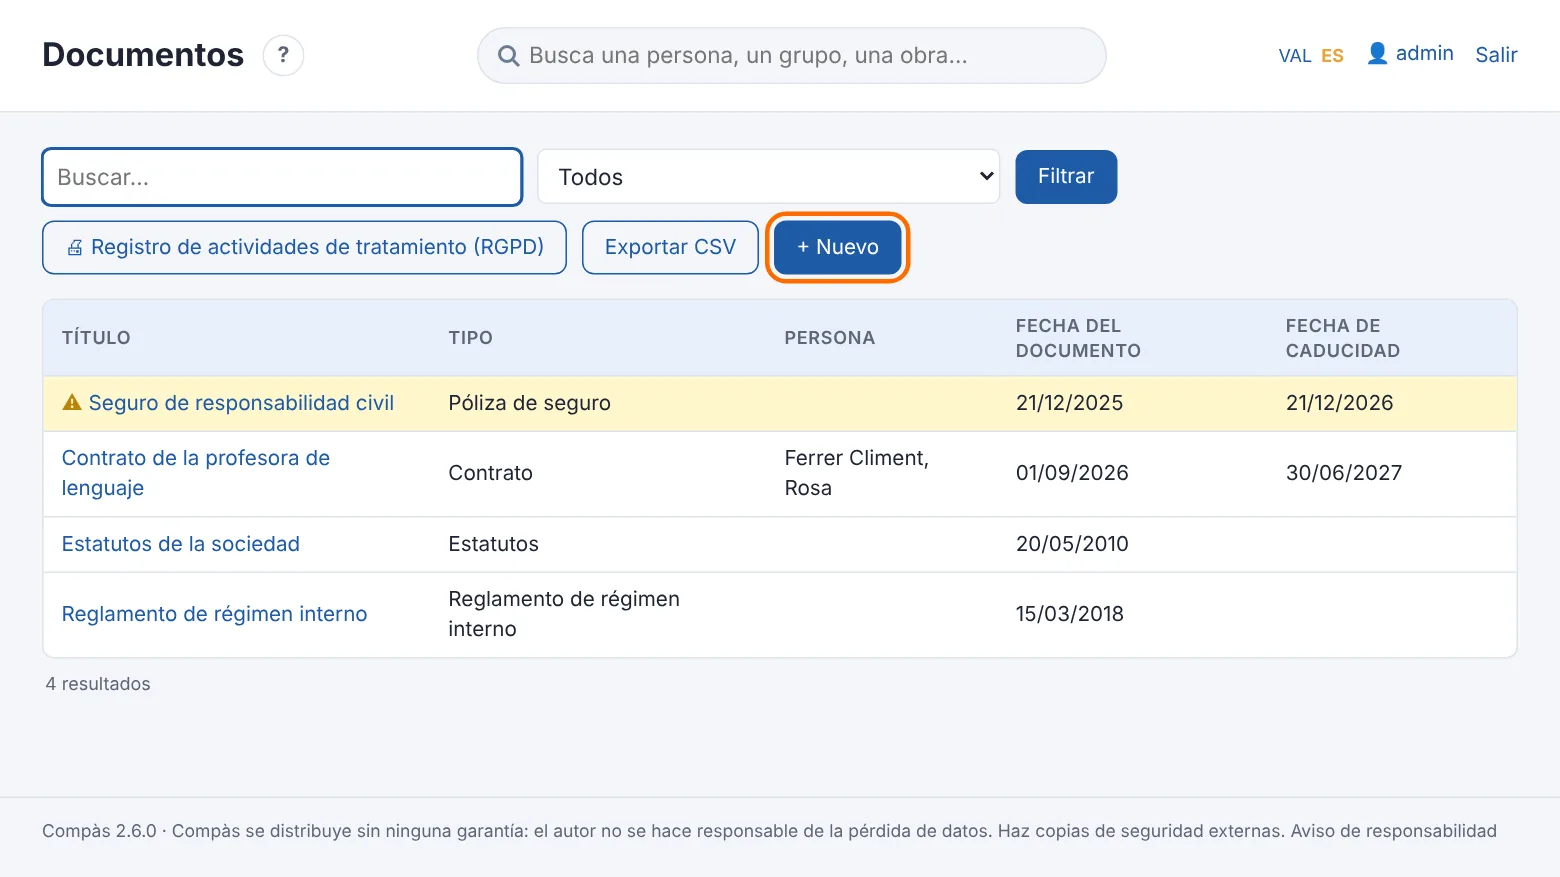 Documentos ?
Busca una persona, un grupo, una obra...
VAL ES admin Salir
Buscar...
Todos
Filtrar
Registro de actividades de tratamiento (RGPD)
Exportar CSV
+ Nuevo
TÍTULO TIPO PERSONA FECHA DEL DOCUMENTO FECHA DE CADUCIDAD
Seguro de responsabilidad civil Póliza de seguro 21/12/2025 21/12/2026
Contrato de la profesora de lenguaje Contrato Ferrer Climent, Rosa 01/09/2026 30/06/2027
Estatutos de la sociedad Estatutos 20/05/2010
Reglamento de régimen interno Reglamento de régimen interno 15/03/2018
4 resultados
Compàs 2.6.0 · Compàs se distribuye sin ninguna garantía: el autor no se hace responsable de la pérdida de datos. Haz copias de seguridad externas. Aviso de responsabilidad